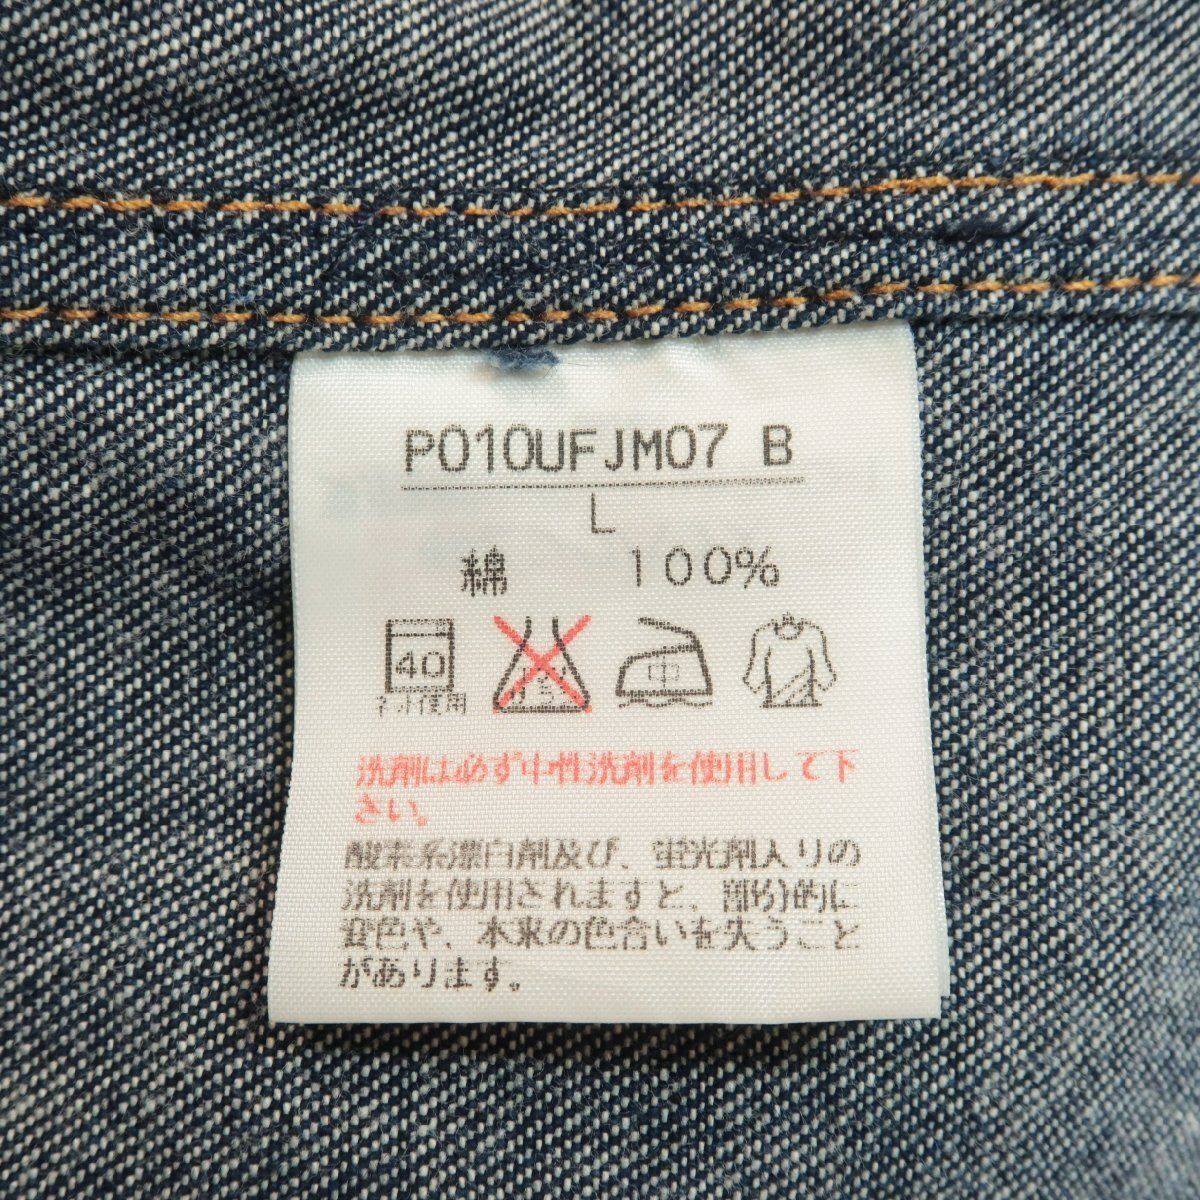 P010UFJM07 B
L
綿 100%
40 中
ネット使用
洗剤は必ず中性洗剤を使用して下
さい。
酸素系漂白剤及び、蛍光剤入りの
洗剤を使用されますと、部分的に
変色や、本来の色合いを失うこと
があります。